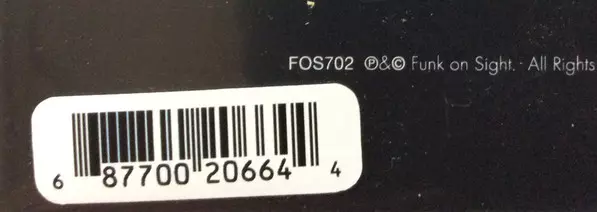 FOS702 ℗&© Funk on Sight. · All Rights
6 87700 20664 4